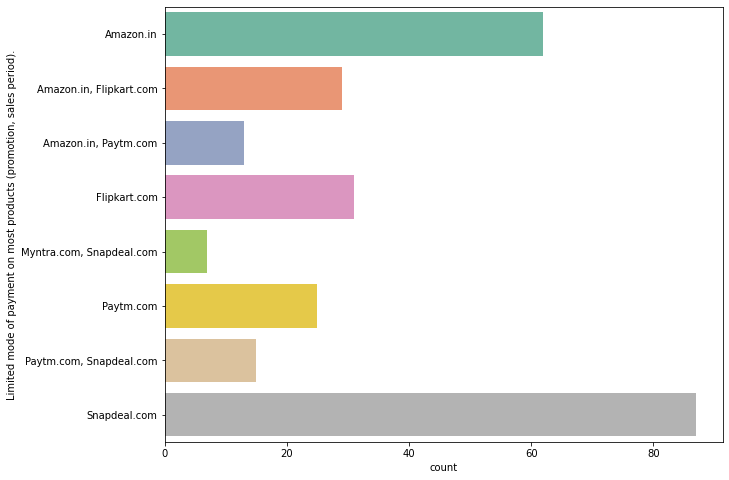 Limited mode of payment on most products (promotion, sales period).
Amazon.in
Amazon.in, Flipkart.com
Amazon.in, Paytm.com
Flipkart.com
Myntra.com, Snapdeal.com
Paytm.com
Paytm.com, Snapdeal.com
Snapdeal.com
0 20 40 60 80
count